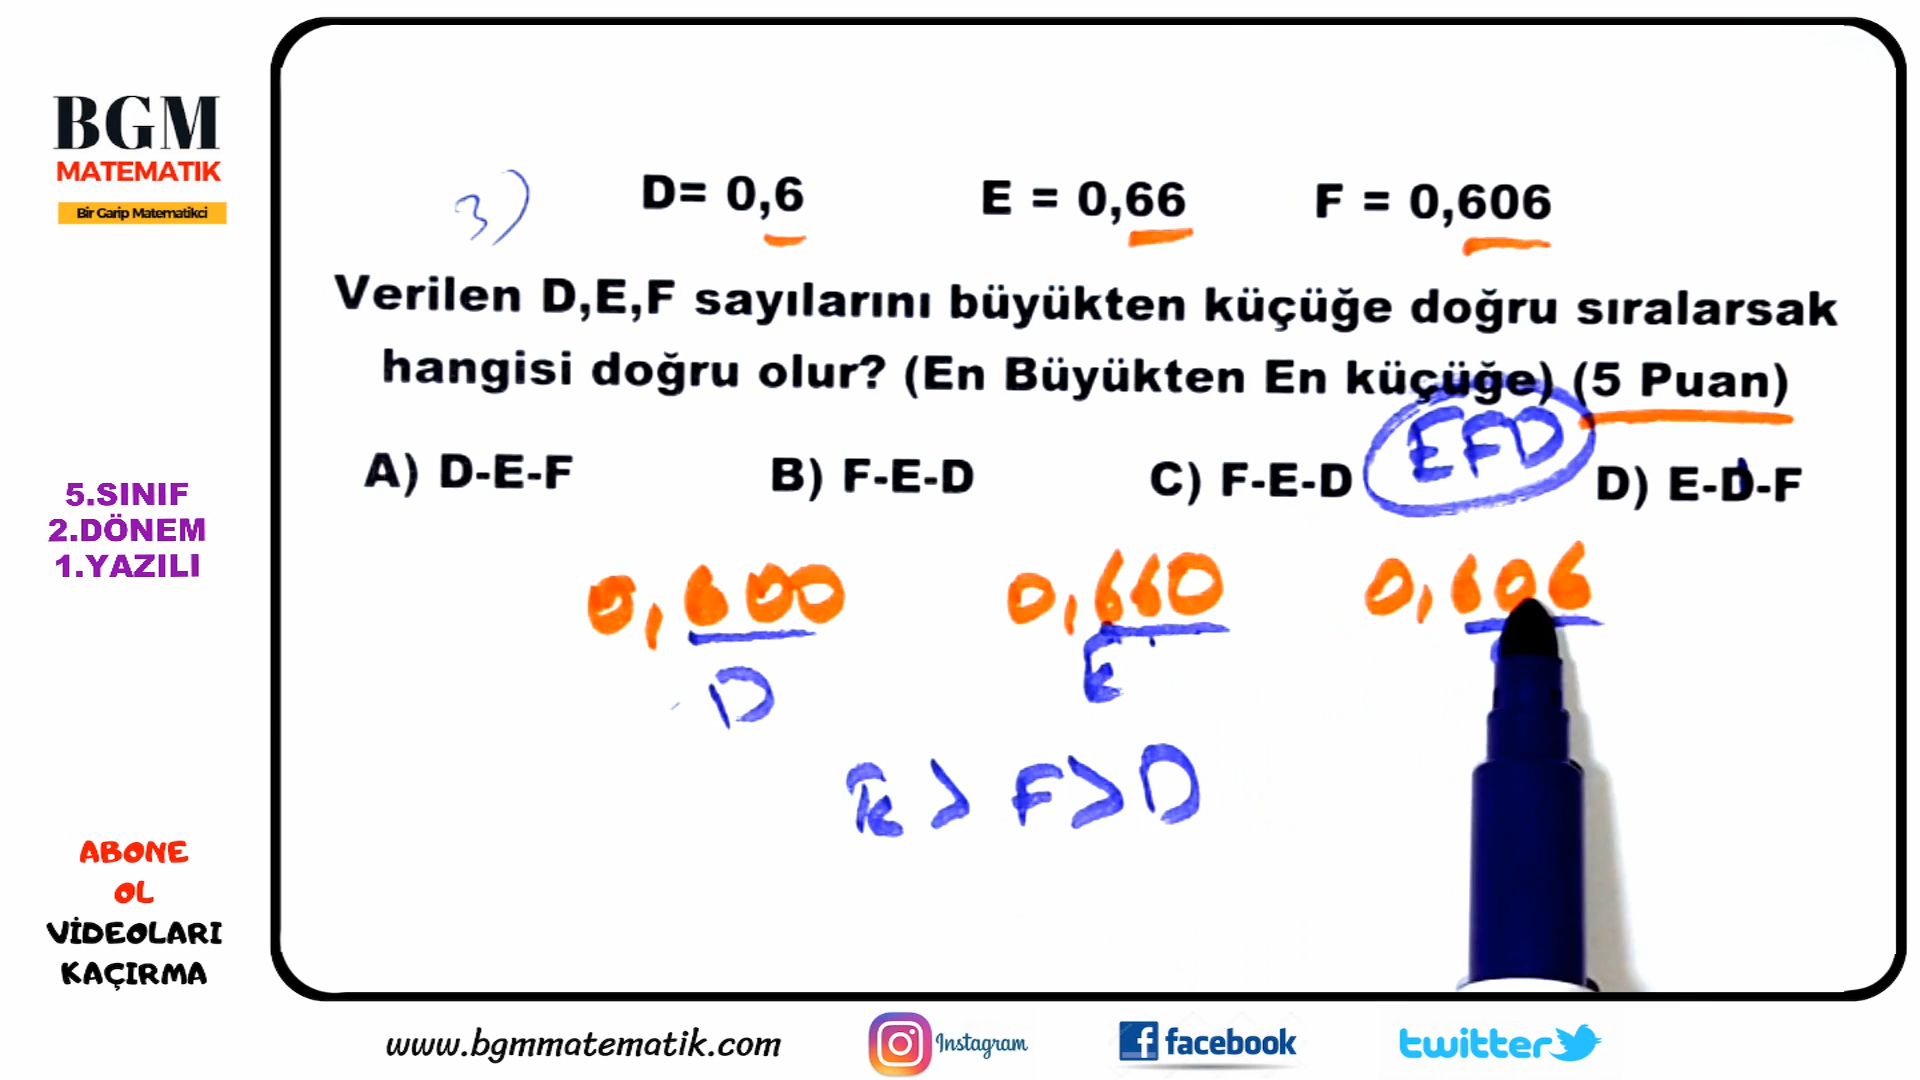 BGM
MATEMATIK
Bir Garip Matematikci
5.SINIF
2.DÖNEM
1.YAZILI
ABONE
OL
VİDEOLARI
KAÇIRMA
3) D= 0,6 E = 0,66 F = 0,606
Verilen D,E,F sayılarını büyükten küçüğe doğru sıralarsak
hangisi doğru olur? (En Büyükten En küçüğe) (5 Puan)
EFD
A) D-E-F B) F-E-D C) F-E-D D) E-D-F
0,600 0,660 0,606
D E
E > F > D
www.bgmmatematik.com Instagram facebook twitter